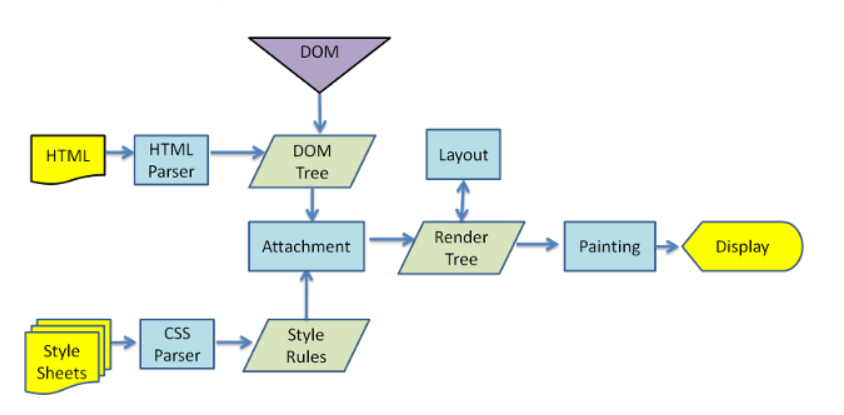 DOM
HTML
HTML
Parser
DOM
Tree
Layout
Attachment
Render
Tree
Painting
Display
Style
Sheets
CSS
Parser
Style
Rules